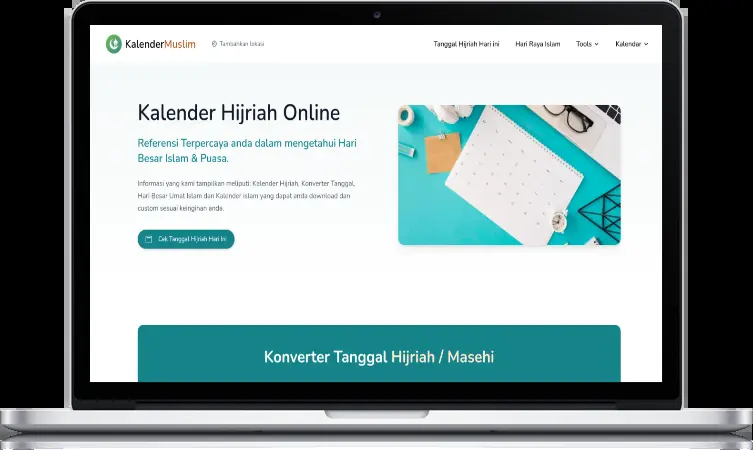 KalenderMuslim
Tambahkan lokasi
Tanggal Hijriah Hari ini
Hari Raya Islam
Tools
Kalendar
Kalender Hijriah Online
Referensi Terpercaya anda dalam mengetahui Hari
Besar Islam & Puasa.
Informasi yang kami tampilkan meliputi: Kalender Hijriah, Konverter Tanggal,
Hari Besar Umat Islam dan Kalender islam yang dapat anda download dan
custom sesuai keinginan anda.
Cek Tanggal Hijriah Hari Ini
Konverter Tanggal Hijriah / Masehi